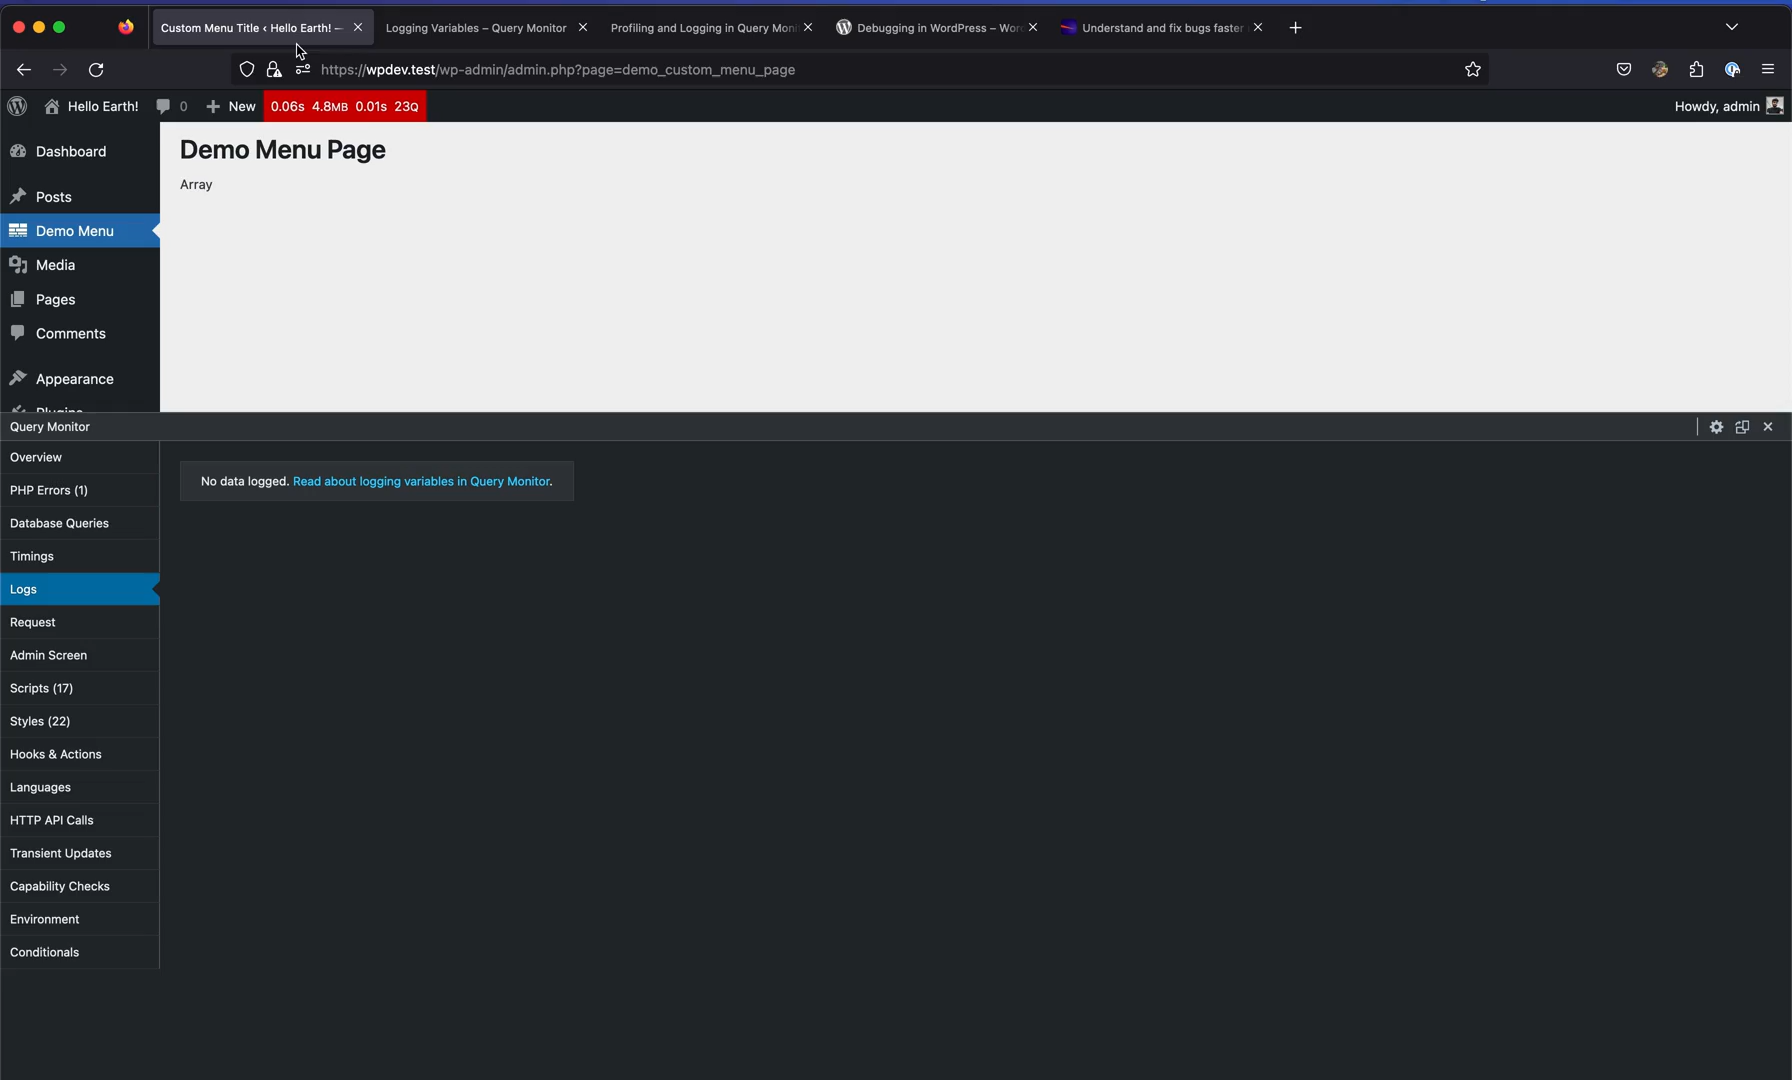 Custom Menu Title ‹ Hello Earth! —
Logging Variables – Query Monitor
Profiling and Logging in Query Moni
Debugging in WordPress – Wor
Understand and fix bugs faster
https://wpdev.test/wp-admin/admin.php?page=demo_custom_menu_page
Hello Earth! 0 New 0.06s 4.8MB 0.01s 23Q
Howdy, admin
Dashboard
Posts
Demo Menu
Media
Pages
Comments
Appearance
Plugins
Demo Menu Page
Array
Query Monitor
Overview
PHP Errors (1)
Database Queries
Timings
Logs
Request
Admin Screen
Scripts (17)
Styles (22)
Hooks & Actions
Languages
HTTP API Calls
Transient Updates
Capability Checks
Environment
Conditionals
No data logged. Read about logging variables in Query Monitor.